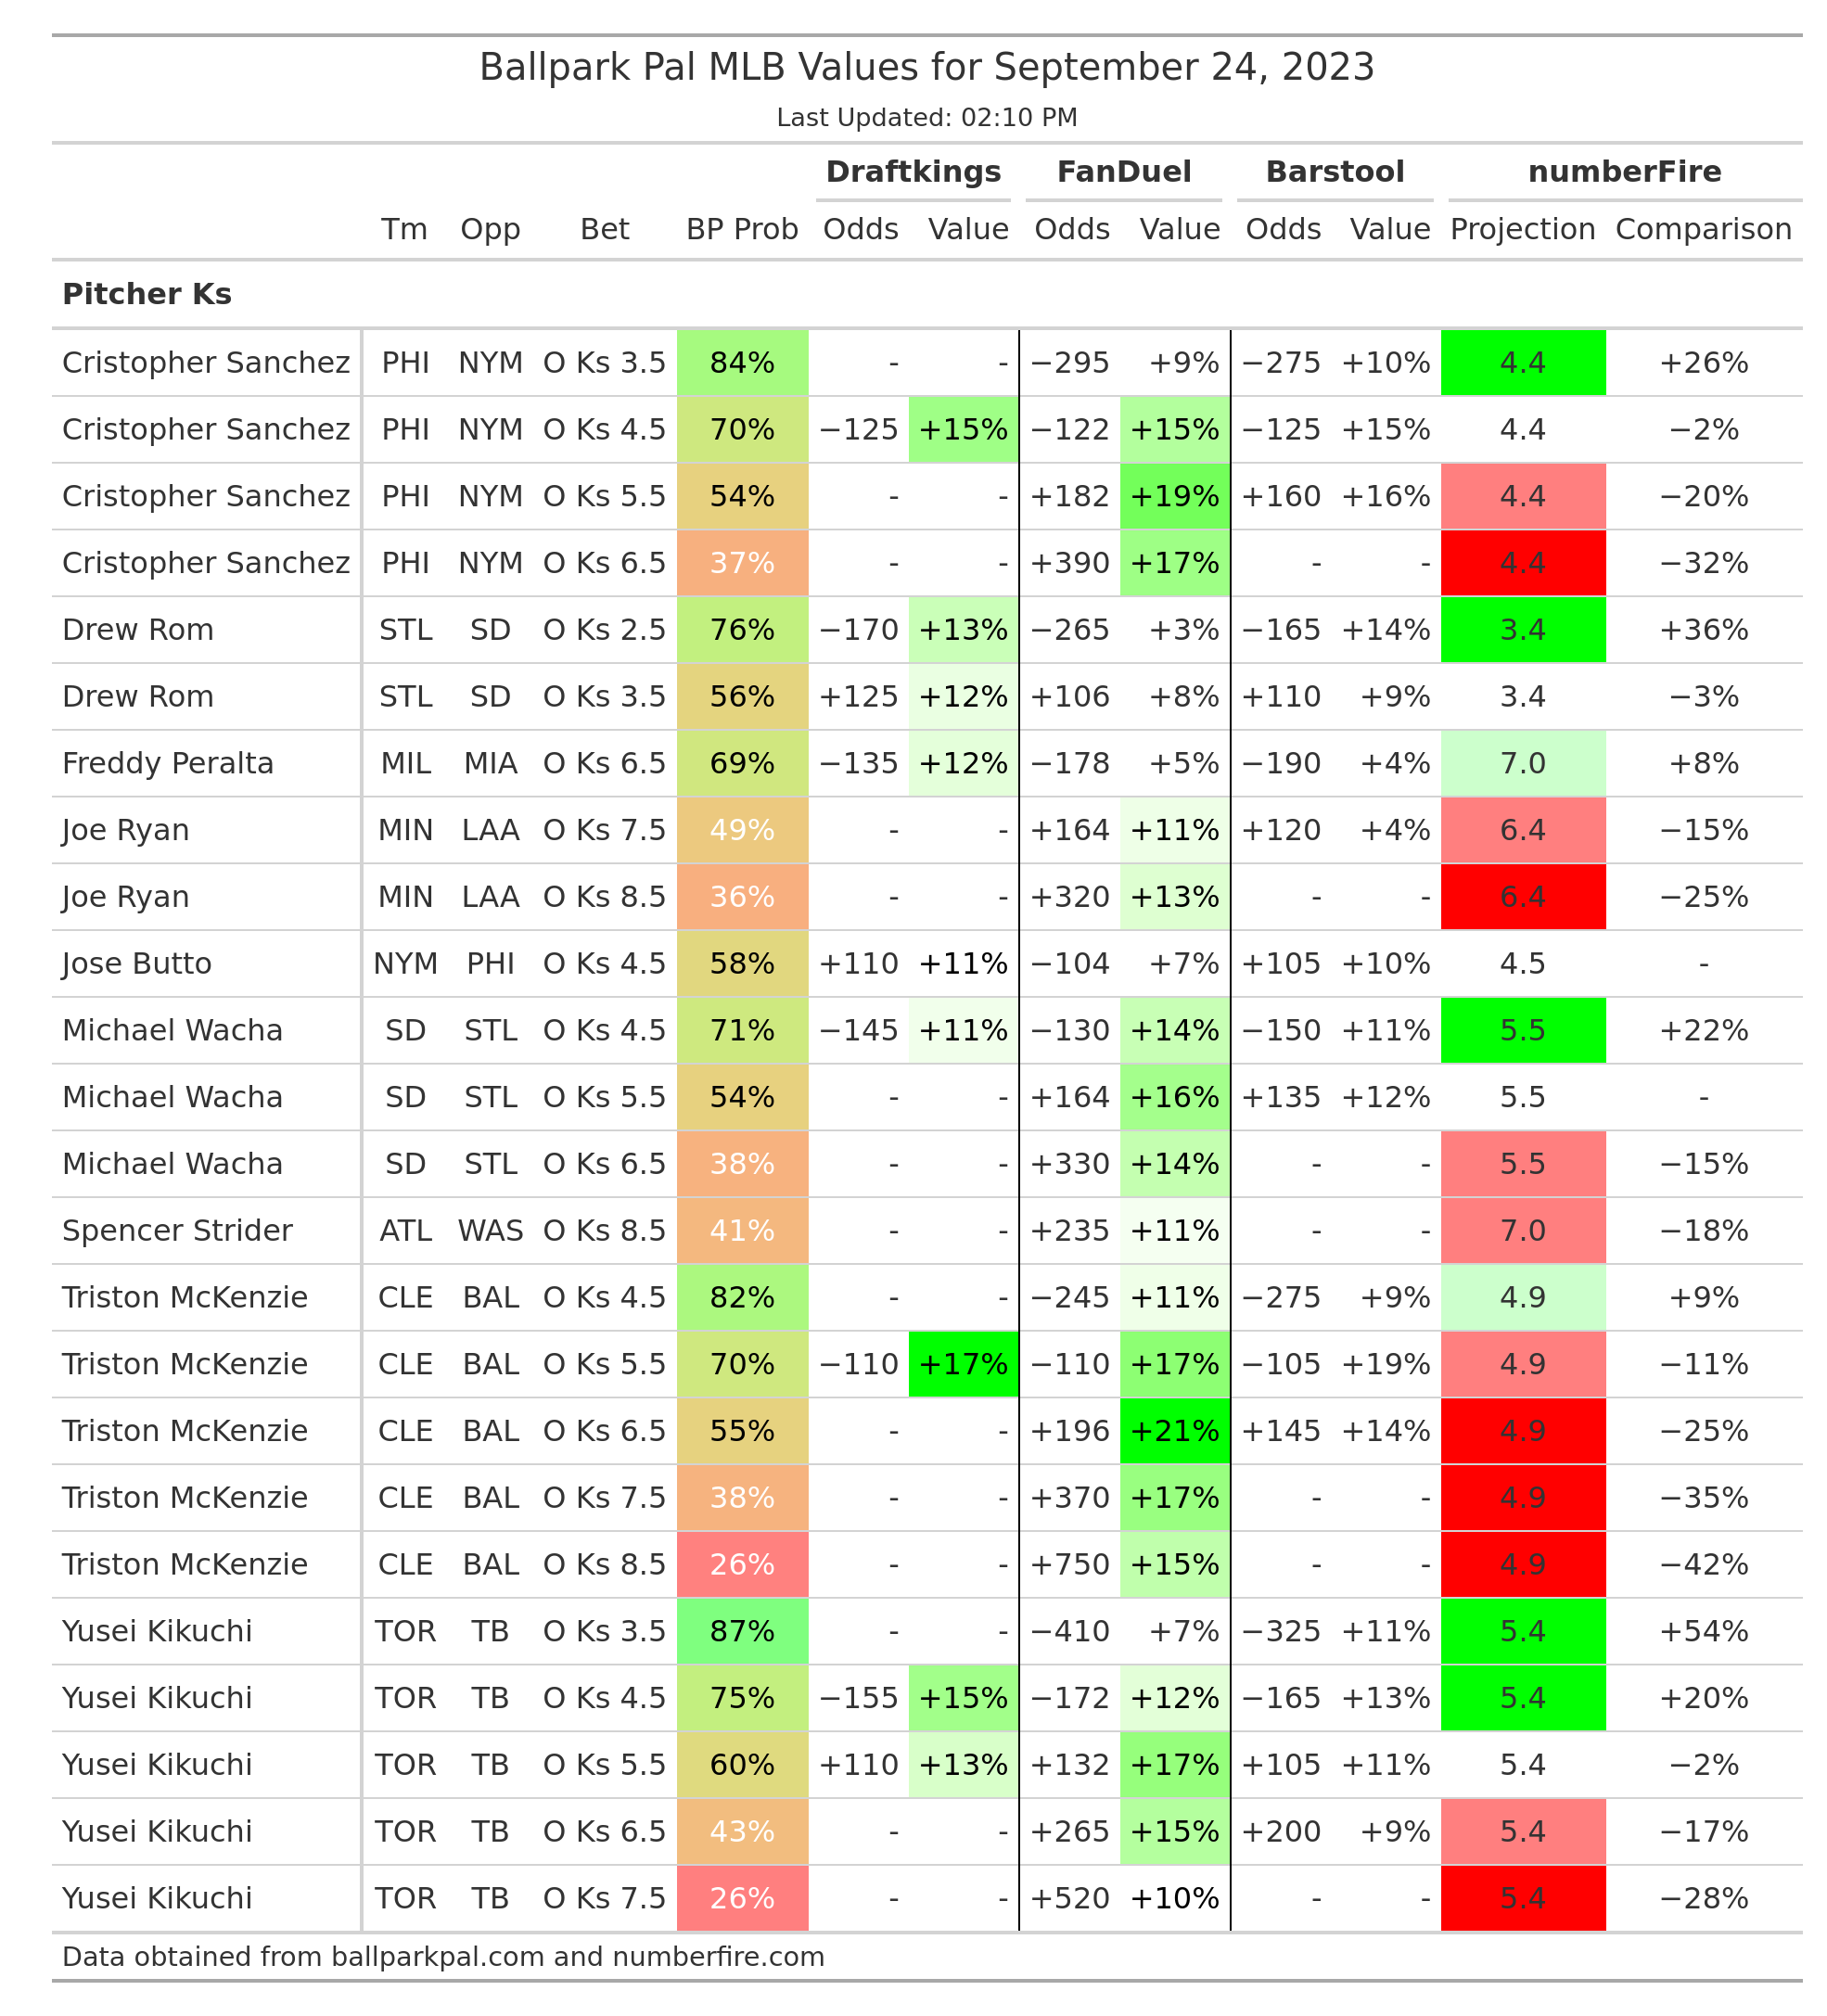 Ballpark Pal MLB Values for September 24, 2023
Last Updated: 02:10 PM
Draftkings FanDuel Barstool numberFire
Tm Opp Bet BP Prob Odds Value Odds Value Odds Value Projection Comparison
Pitcher Ks
Cristopher Sanchez PHI NYM O Ks 3.5 84% - - −295 +9% −275 +10% 4.4 +26%
Cristopher Sanchez PHI NYM O Ks 4.5 70% −125 +15% −122 +15% −125 +15% 4.4 −2%
Cristopher Sanchez PHI NYM O Ks 5.5 54% - - +182 +19% +160 +16% 4.4 −20%
Cristopher Sanchez PHI NYM O Ks 6.5 37% - - +390 +17% - - 4.4 −32%
Drew Rom STL SD O Ks 2.5 76% −170 +13% −265 +3% −165 +14% 3.4 +36%
Drew Rom STL SD O Ks 3.5 56% +125 +12% +106 +8% +110 +9% 3.4 −3%
Freddy Peralta MIL MIA O Ks 6.5 69% −135 +12% −178 +5% −190 +4% 7.0 +8%
Joe Ryan MIN LAA O Ks 7.5 49% - - +164 +11% +120 +4% 6.4 −15%
Joe Ryan MIN LAA O Ks 8.5 36% - - +320 +13% - - 6.4 −25%
Jose Butto NYM PHI O Ks 4.5 58% +110 +11% −104 +7% +105 +10% 4.5 -
Michael Wacha SD STL O Ks 4.5 71% −145 +11% −130 +14% −150 +11% 5.5 +22%
Michael Wacha SD STL O Ks 5.5 54% - - +164 +16% +135 +12% 5.5 -
Michael Wacha SD STL O Ks 6.5 38% - - +330 +14% - - 5.5 −15%
Spencer Strider ATL WAS O Ks 8.5 41% - - +235 +11% - - 7.0 −18%
Triston McKenzie CLE BAL O Ks 4.5 82% - - −245 +11% −275 +9% 4.9 +9%
Triston McKenzie CLE BAL O Ks 5.5 70% −110 +17% −110 +17% −105 +19% 4.9 −11%
Triston McKenzie CLE BAL O Ks 6.5 55% - - +196 +21% +145 +14% 4.9 −25%
Triston McKenzie CLE BAL O Ks 7.5 38% - - +370 +17% - - 4.9 −35%
Triston McKenzie CLE BAL O Ks 8.5 26% - - +750 +15% - - 4.9 −42%
Yusei Kikuchi TOR TB O Ks 3.5 87% - - −410 +7% −325 +11% 5.4 +54%
Yusei Kikuchi TOR TB O Ks 4.5 75% −155 +15% −172 +12% −165 +13% 5.4 +20%
Yusei Kikuchi TOR TB O Ks 5.5 60% +110 +13% +132 +17% +105 +11% 5.4 −2%
Yusei Kikuchi TOR TB O Ks 6.5 43% - - +265 +15% +200 +9% 5.4 −17%
Yusei Kikuchi TOR TB O Ks 7.5 26% - - +520 +10% - - 5.4 −28%
Data obtained from ballparkpal.com and numberfire.com